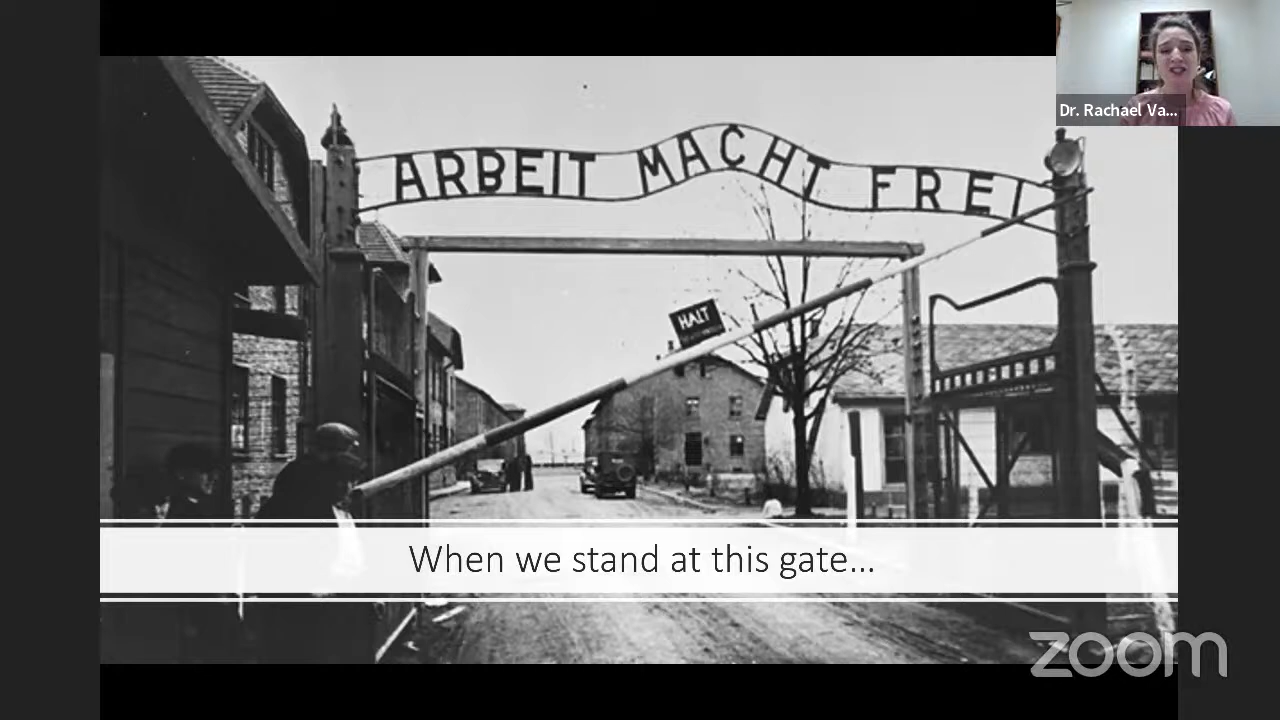 Dr. Rachael Va...
ARBEIT MACHT FREI
HALT
When we stand at this gate...
zoom